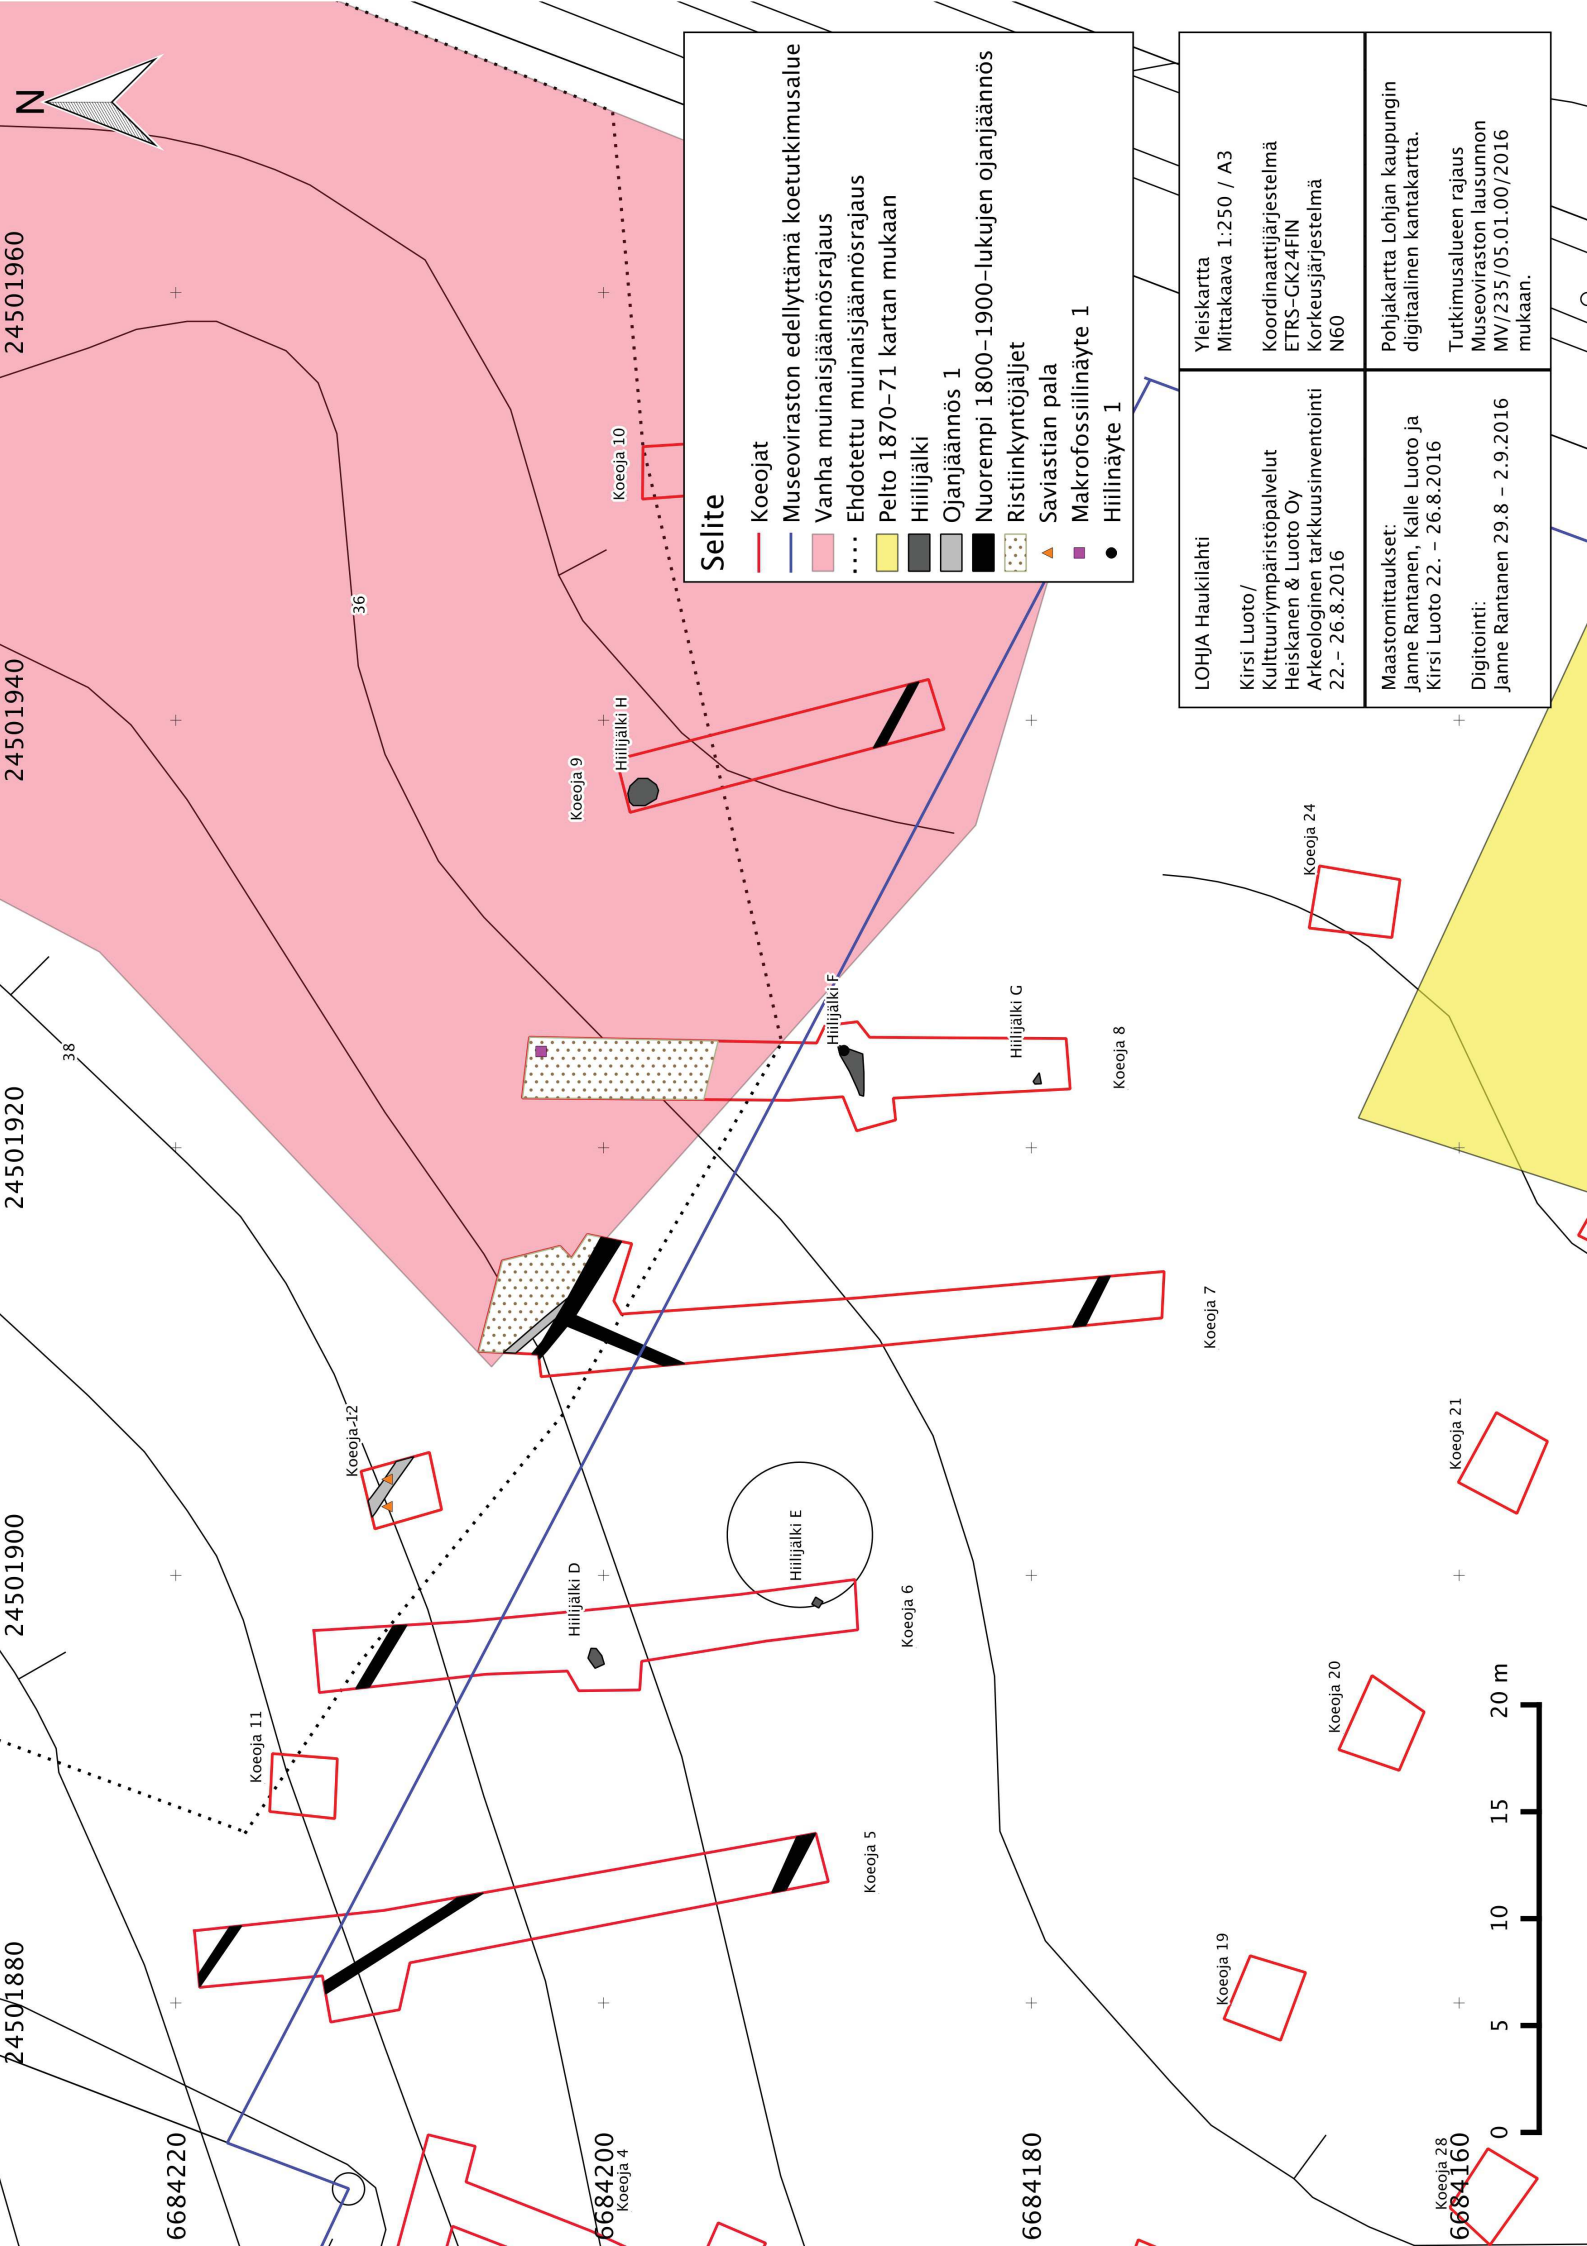 N
24501880
24501900
24501920
24501940
24501960
6684220
6684200
6684180
6684160
38
36
Koeoja 4
Koeoja 5
Koeoja 11
Koeoja 6
Hiilijälki D
Hiilijälki E
Koeoja 12
Koeoja 7
Koeoja 8
Hiilijälki F
Hiilijälki G
Koeoja 9
Hiilijälki H
Koeoja 10
Koeoja 28
Koeoja 19
Koeoja 20
Koeoja 21
Koeoja 24
0 5 10 15 20 m
Selite
Koeojat
Museoviraston edellyttämä koetutkimusalue
Vanha muinaisjäännösrajaus
Ehdotettu muinaisjäännösrajaus
Pelto 1870-71 kartan mukaan
Hiilijälki
Ojanjäännös 1
Nuorempi 1800-1900-lukujen ojanjäännös
Ristiinkyntöjäljet
Saviastian pala
Makrofossiilinäyte 1
Hiilinäyte 1
LOHJA Haukilahti
Kirsi Luoto/
Kulttuuriympäristöpalvelut
Heiskanen & Luoto Oy
Arkeologinen tarkkuusinventointi
22.- 26.8.2016
Yleiskartta
Mittakaava 1:250 / A3
Koordinaattijärjestelmä
ETRS-GK24FIN
Korkeusjärjestelmä
N60
Maastomittaukset:
Janne Rantanen, Kalle Luoto ja
Kirsi Luoto 22. - 26.8.2016
Digitointi:
Janne Rantanen 29.8 - 2.9.2016
Pohjakartta Lohjan kaupungin
digitaalinen kantakartta.
Tutkimusalueen rajaus
Museoviraston lausunnon
MV/235/05.01.00/2016
mukaan.